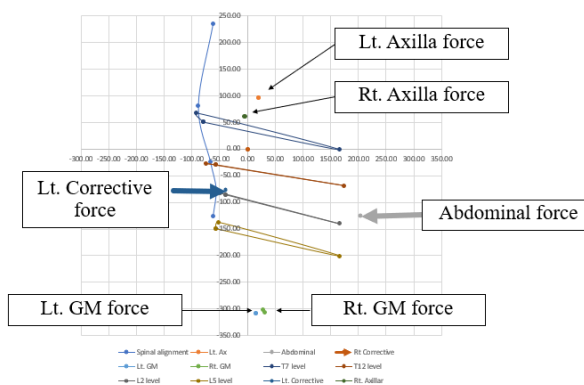 250.00
200.00
Lt. Axilla force
150.00
100.00
Rt. Axilla force
50.00
0.00
-300.00 -250.00 -200.00 -150.00 -100.00 -50.00 0.00 50.00 100.00 150.00 200.00 250.00 300.00 350.00
-50.00
Lt. Corrective
force
-100.00
Abdominal force
-150.00
-200.00
-250.00
Lt. GM force
Rt. GM force
-300.00
-350.00
Spinal alignment Lt. Ax Abdominal Rt Corrective
Lt. GM Rt. GM T7 level T12 level
L2 level L5 level Lt. Corrective Rt. Axillar